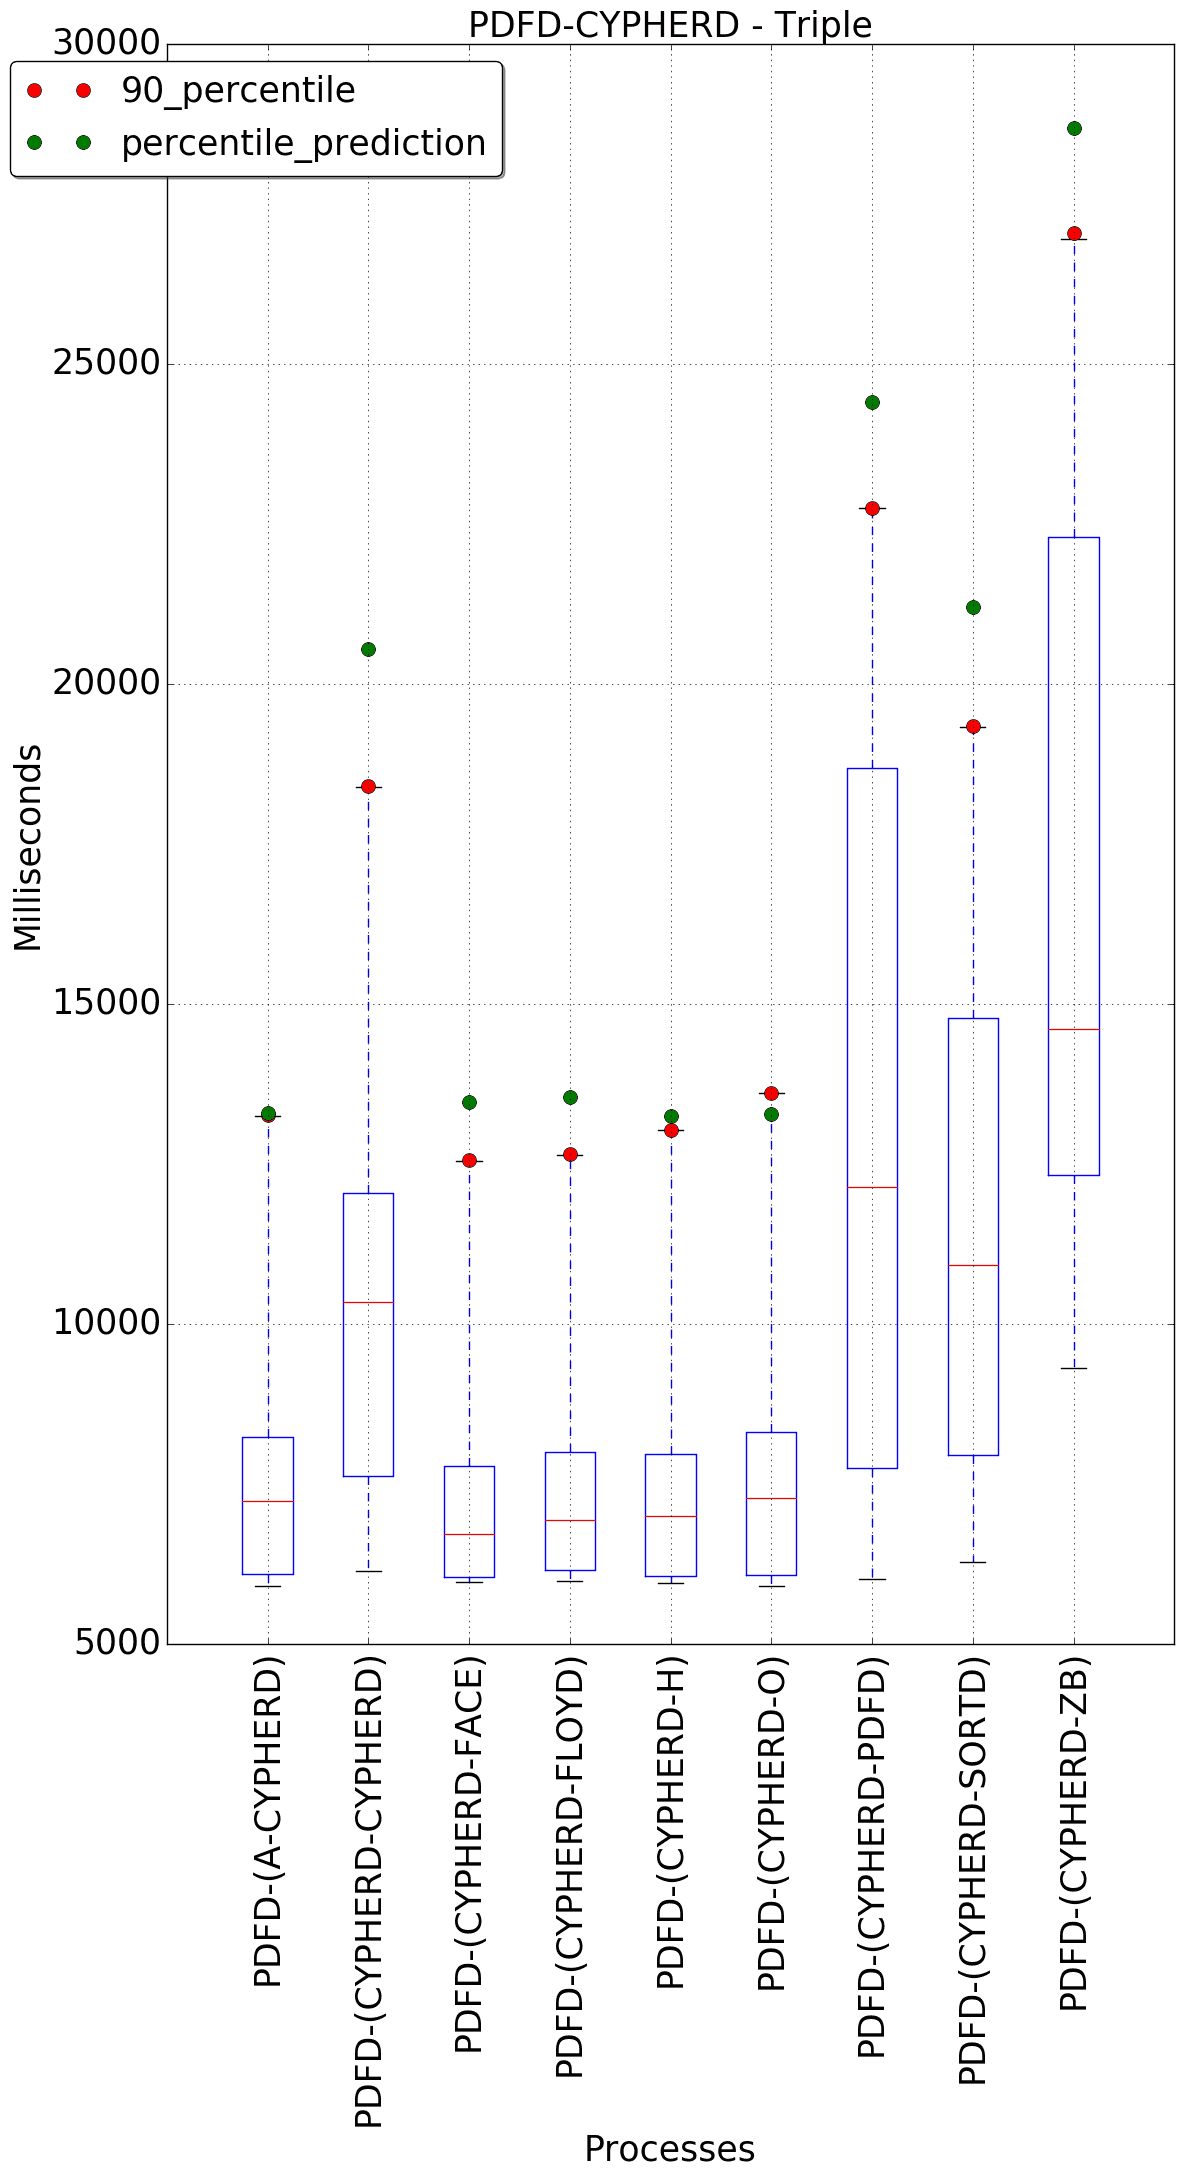 PDFD-CYPHERD - Triple
30000
90_percentile
percentile_prediction
25000
20000
15000
10000
5000
Milliseconds
PDFD-(A-CYPHERD)
PDFD-(CYPHERD-CYPHERD)
PDFD-(CYPHERD-FACE)
PDFD-(CYPHERD-FLOYD)
PDFD-(CYPHERD-H)
PDFD-(CYPHERD-O)
PDFD-(CYPHERD-PDFD)
PDFD-(CYPHERD-SORTD)
PDFD-(CYPHERD-ZB)
Processes